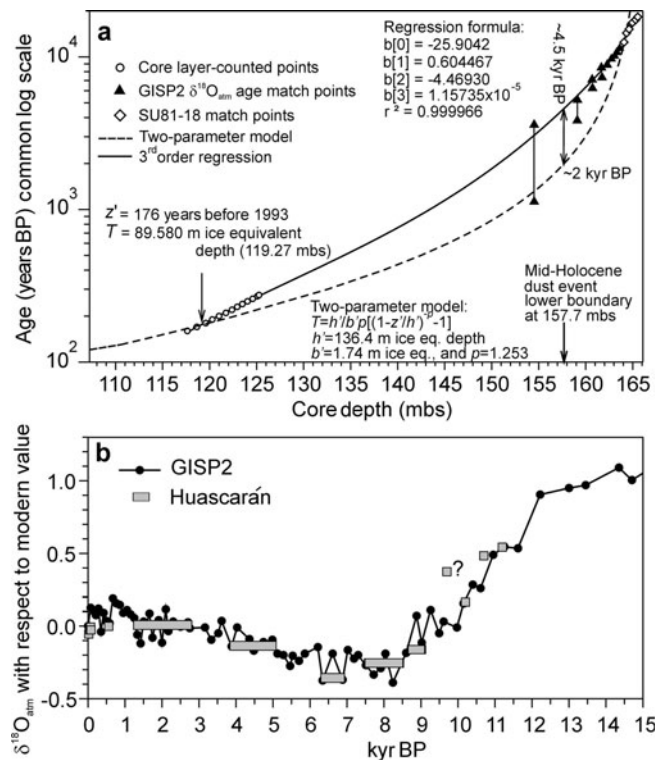 a
Core layer-counted points
GISP2 δ¹⁸Oatm age match points
SU81-18 match points
Two-parameter model
3rd order regression
Regression formula:
b[0] = -25.9042
b[1] = 0.604467
b[2] = -4.46930
b[3] = 1.15735x10⁻⁵
r² = 0.999966
~4.5 kyr BP
~2 kyr BP
z' = 176 years before 1993
T = 89.580 m ice equivalent
depth (119.27 mbs)
Two-parameter model:
T=h'/b'p[(1-z'/h')⁻ᵖ-1]
h'=136.4 m ice eq. depth
b'=1.74 m ice eq., and p=1.253
Mid-Holocene
dust event
lower boundary
at 157.7 mbs
Age (years BP) common log scale
10⁴
10³
10²
110 115 120 125 130 135 140 145 150 155 160 165
Core depth (mbs)
b
GISP2
Huascarán
?
δ¹⁸Oatm with respect to modern value
1.0
0.5
0.0
-0.5
0 1 2 3 4 5 6 7 8 9 10 11 12 13 14 15
kyr BP